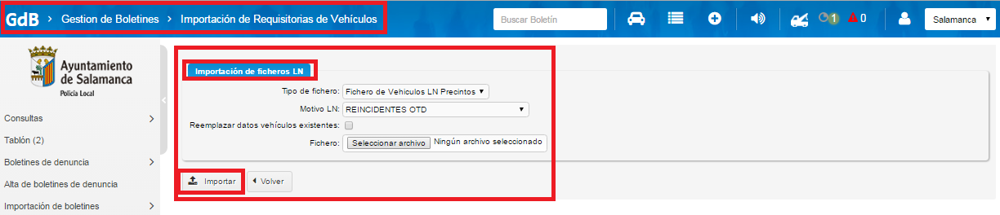 GdB > Gestion de Boletines > Importación de Requisitorias de Vehículos Buscar Boletín 1 0 Salamanca
Ayuntamiento
de Salamanca
Policía Local
Consultas
Tablón (2)
Boletines de denuncia
Alta de boletines de denuncia
Importación de boletines
Importación de ficheros LN
Tipo de fichero: Fichero de Vehiculos LN Precintos
Motivo LN: REINCIDENTES OTD
Reemplazar datos vehículos existentes:
Fichero: Seleccionar archivo Ningún archivo seleccionado
Importar Volver